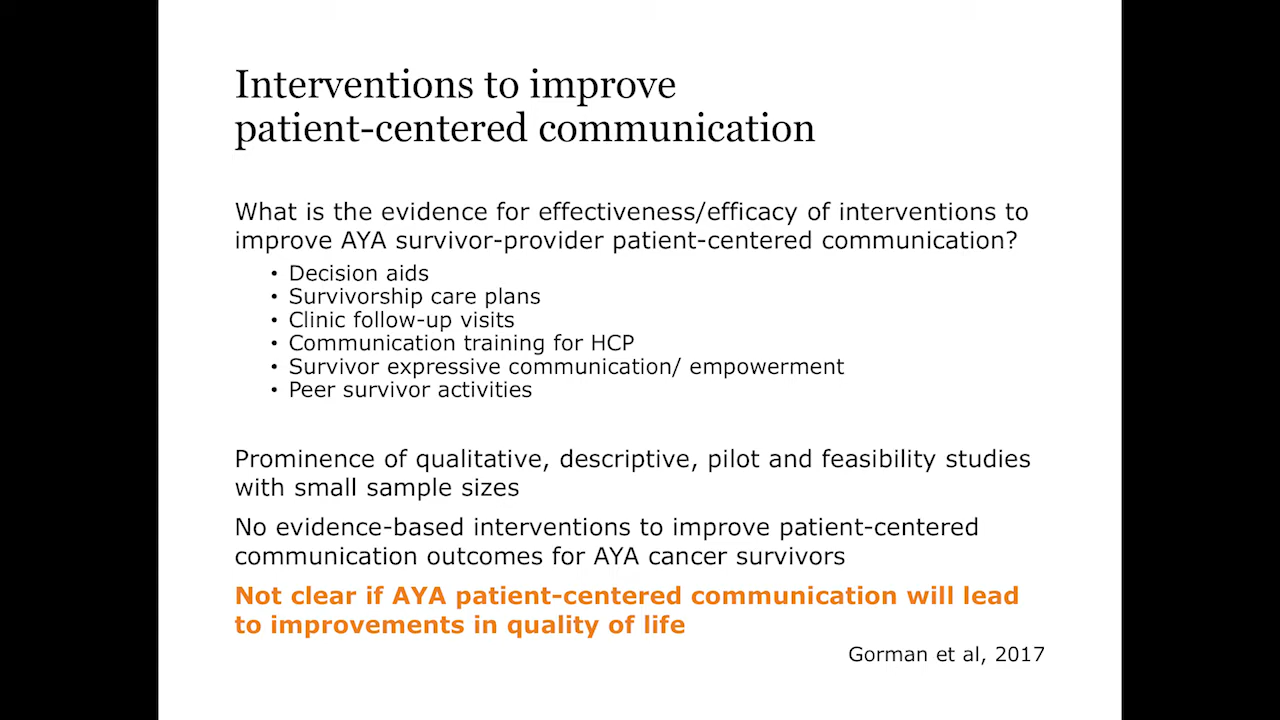 Interventions to improve
patient-centered communication
What is the evidence for effectiveness/efficacy of interventions to
improve AYA survivor-provider patient-centered communication?
• Decision aids
• Survivorship care plans
• Clinic follow-up visits
• Communication training for HCP
• Survivor expressive communication/ empowerment
• Peer survivor activities
Prominence of qualitative, descriptive, pilot and feasibility studies
with small sample sizes
No evidence-based interventions to improve patient-centered
communication outcomes for AYA cancer survivors
Not clear if AYA patient-centered communication will lead
to improvements in quality of life
Gorman et al, 2017